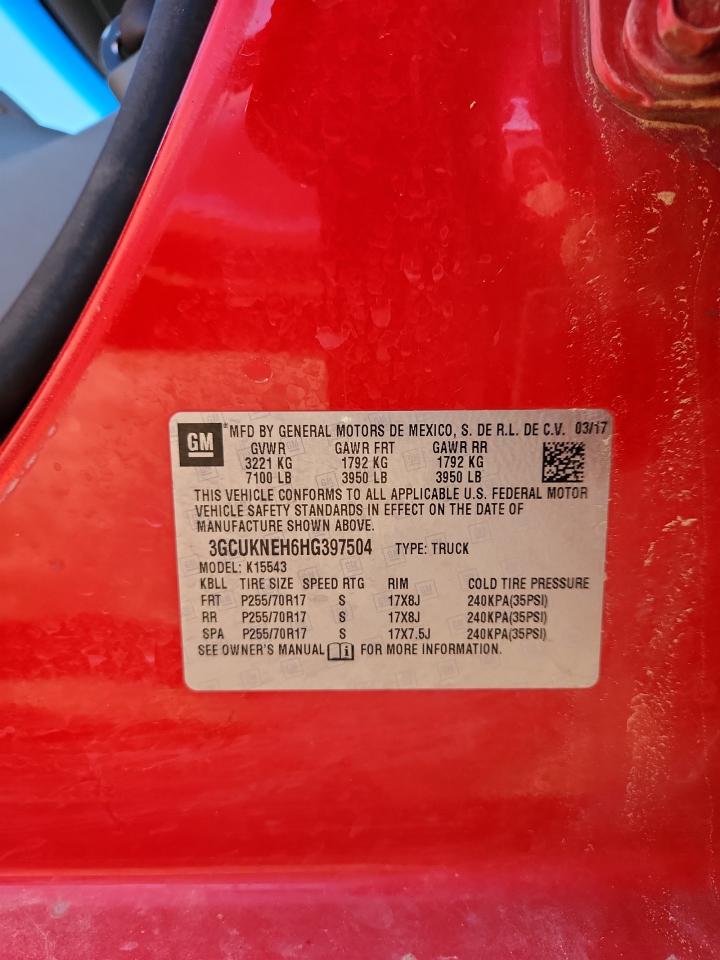 GM *MFD BY GENERAL MOTORS DE MEXICO, S. DE R.L. DE C.V. 03/17
GVWR GAWR FRT GAWR RR
3221 KG 1792 KG 1792 KG
7100 LB 3950 LB 3950 LB
THIS VEHICLE CONFORMS TO ALL APPLICABLE U.S. FEDERAL MOTOR
VEHICLE SAFETY STANDARDS IN EFFECT ON THE DATE OF
MANUFACTURE SHOWN ABOVE.
3GCUKNEH6HG397504 TYPE: TRUCK
MODEL: K15543
KBLL TIRE SIZE SPEED RTG RIM COLD TIRE PRESSURE
FRT P255/70R17 S 17X8J 240KPA(35PSI)
RR P255/70R17 S 17X8J 240KPA(35PSI)
SPA P255/70R17 S 17X7.5J 240KPA(35PSI)
SEE OWNER'S MANUAL FOR MORE INFORMATION.